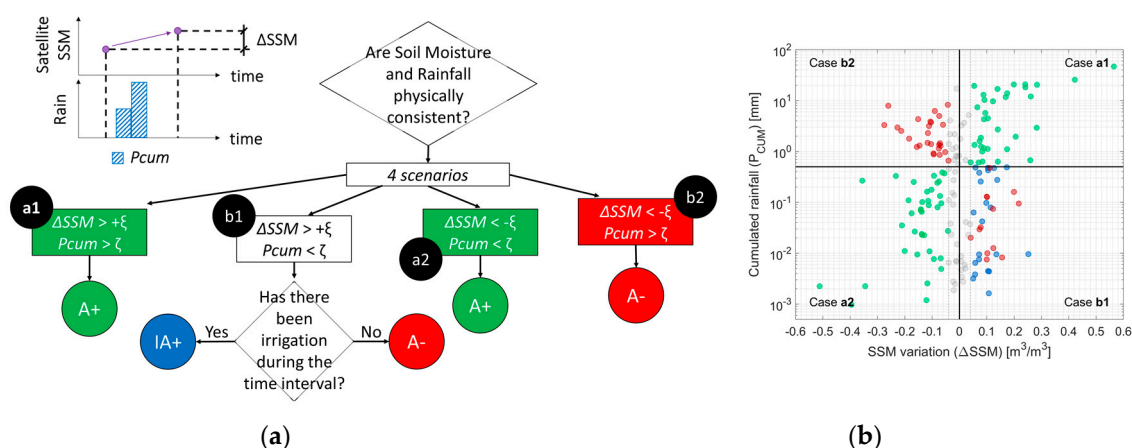 Satellite
SSM
ΔSSM
time
Rain
time
Pcum
Are Soil Moisture
and Rainfall
physically
consistent?
4 scenarios
a1
ΔSSM > +ξ
Pcum > ζ
b1
ΔSSM > +ξ
Pcum < ζ
ΔSSM < -ξ
Pcum < ζ
a2
b2
ΔSSM < -ξ
Pcum > ζ
A+
Has there
been
irrigation
during the
time interval?
Yes
No
IA+
A-
A+
A-
(a)
Case b2
Case a1
Case a2
Case b1
10²
10¹
10⁰
10⁻¹
10⁻²
10⁻³
Cumulated rainfall (P_CUM) [mm]
-0.6 -0.5 -0.4 -0.3 -0.2 -0.1 0 0.1 0.2 0.3 0.4 0.5 0.6
SSM variation (ΔSSM) [m³/m³]
(b)